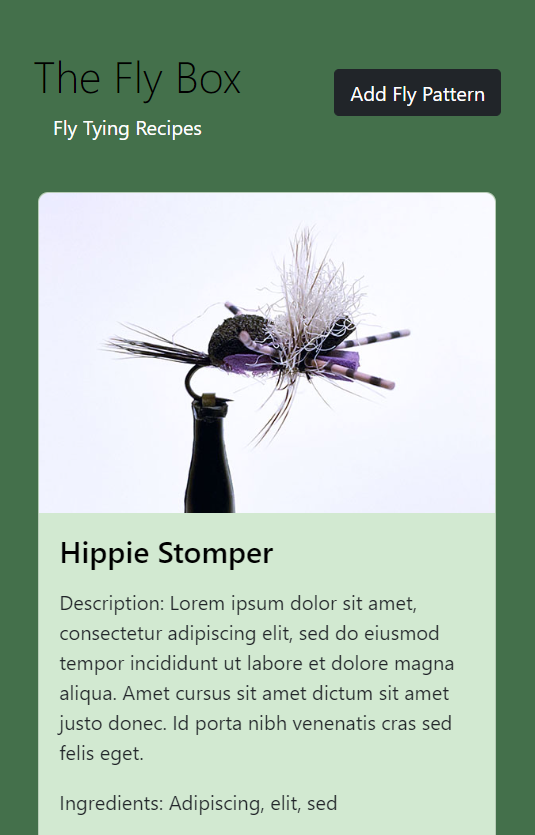 The Fly Box
Add Fly Pattern
Fly Tying Recipes
Hippie Stomper
Description: Lorem ipsum dolor sit amet,
consectetur adipiscing elit, sed do eiusmod
tempor incididunt ut labore et dolore magna
aliqua. Amet cursus sit amet dictum sit amet
justo donec. Id porta nibh venenatis cras sed
felis eget.
Ingredients: Adipiscing, elit, sed